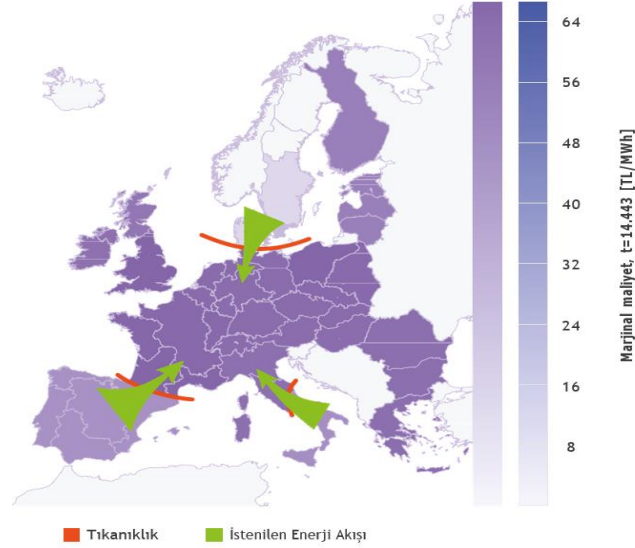 64
56
48
40
32
24
16
8
Marjinal maliyet, t=14.443 [TL/MWh]
Tıkanıklık
İstenilen Enerji Akışı